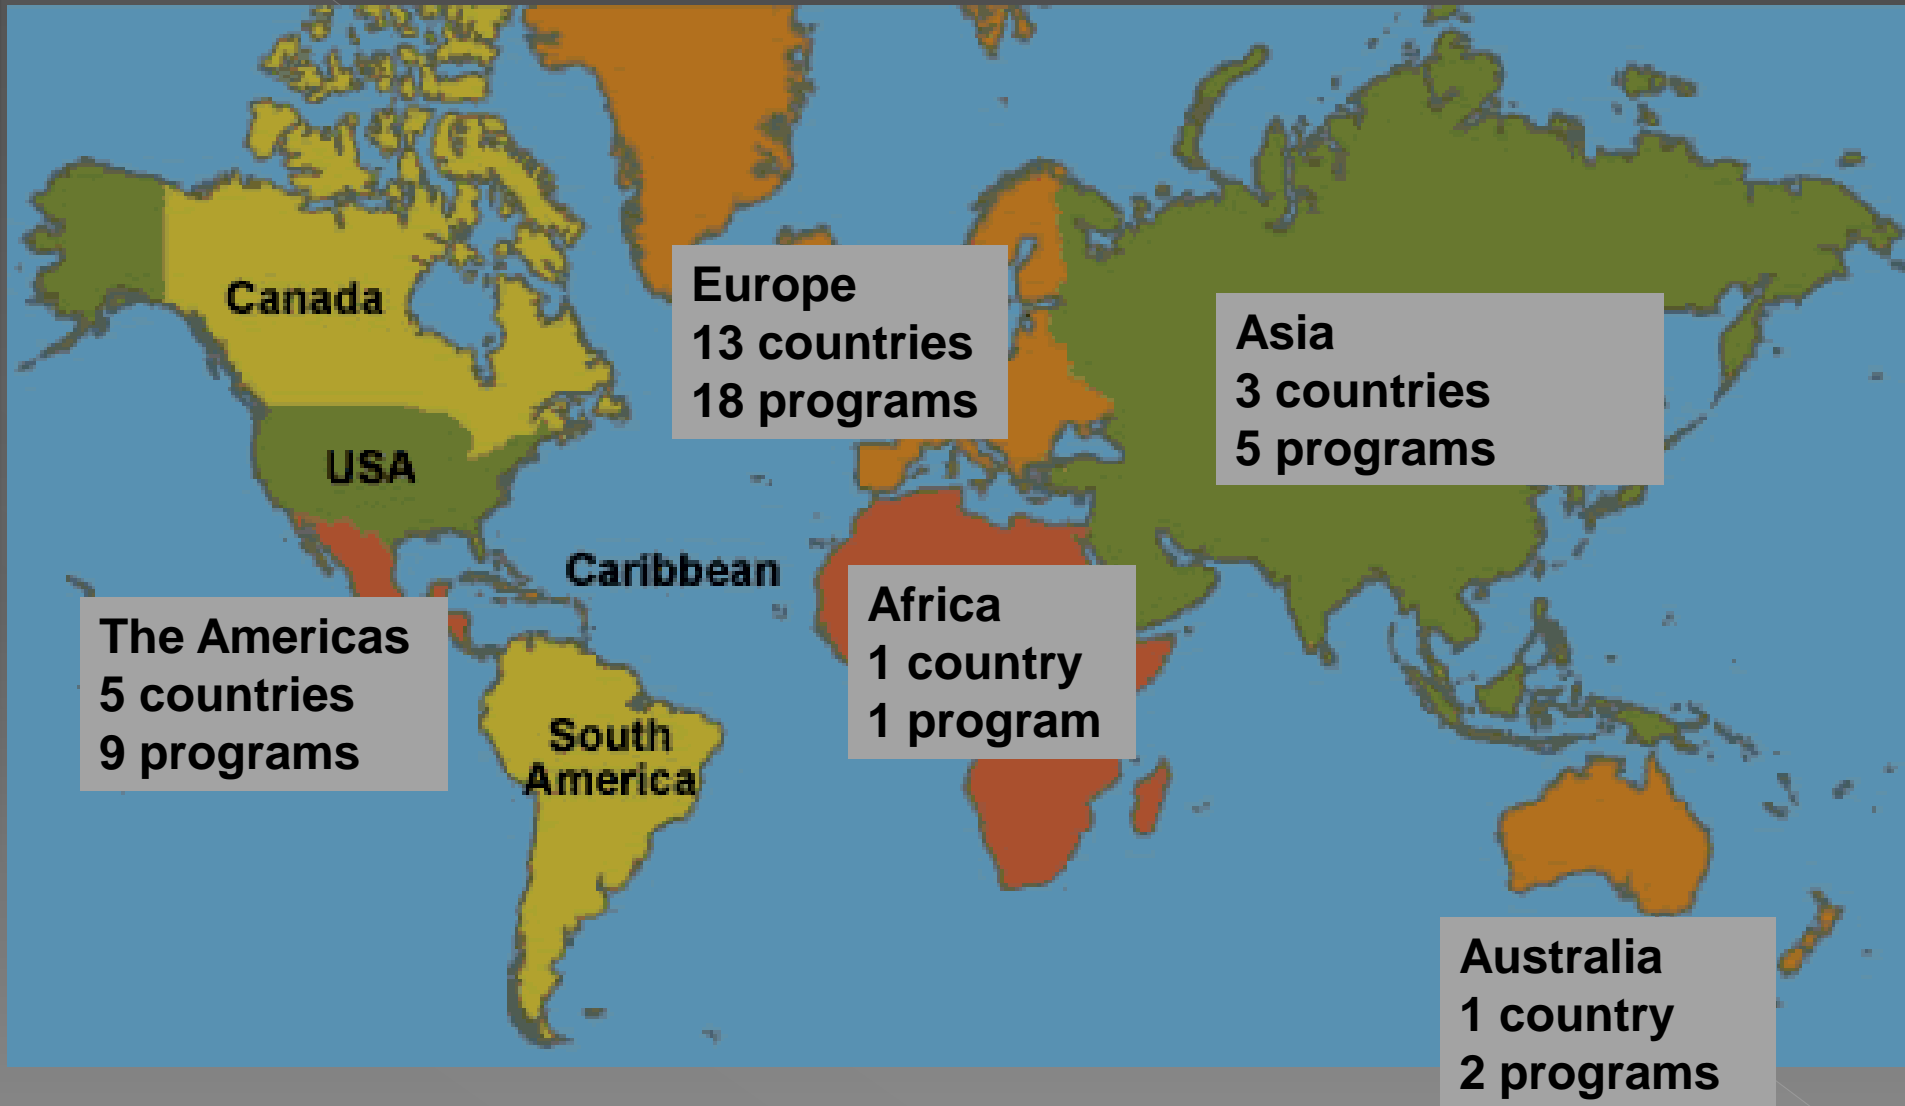 Canada
USA
Caribbean
South
America
Europe
13 countries
18 programs
Asia
3 countries
5 programs
The Americas
5 countries
9 programs
Africa
1 country
1 program
Australia
1 country
2 programs